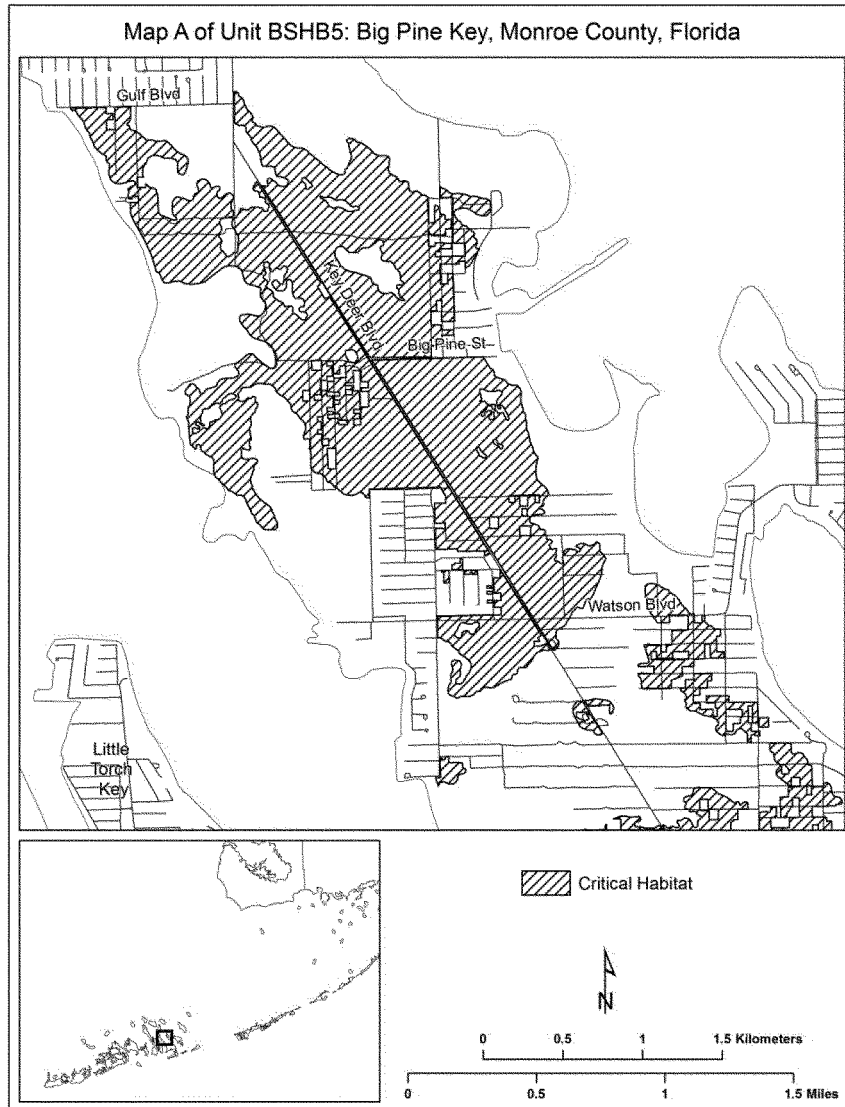 Map A of Unit BSHB5: Big Pine Key, Monroe County, Florida
Gulf Blvd
Key Deer Blvd
Big-Pine-St
Watson Blvd
Little
Torch
Key
Critical Habitat
N
0 0.5 1 1.5 Kilometers
0 0.5 1 1.5 Miles